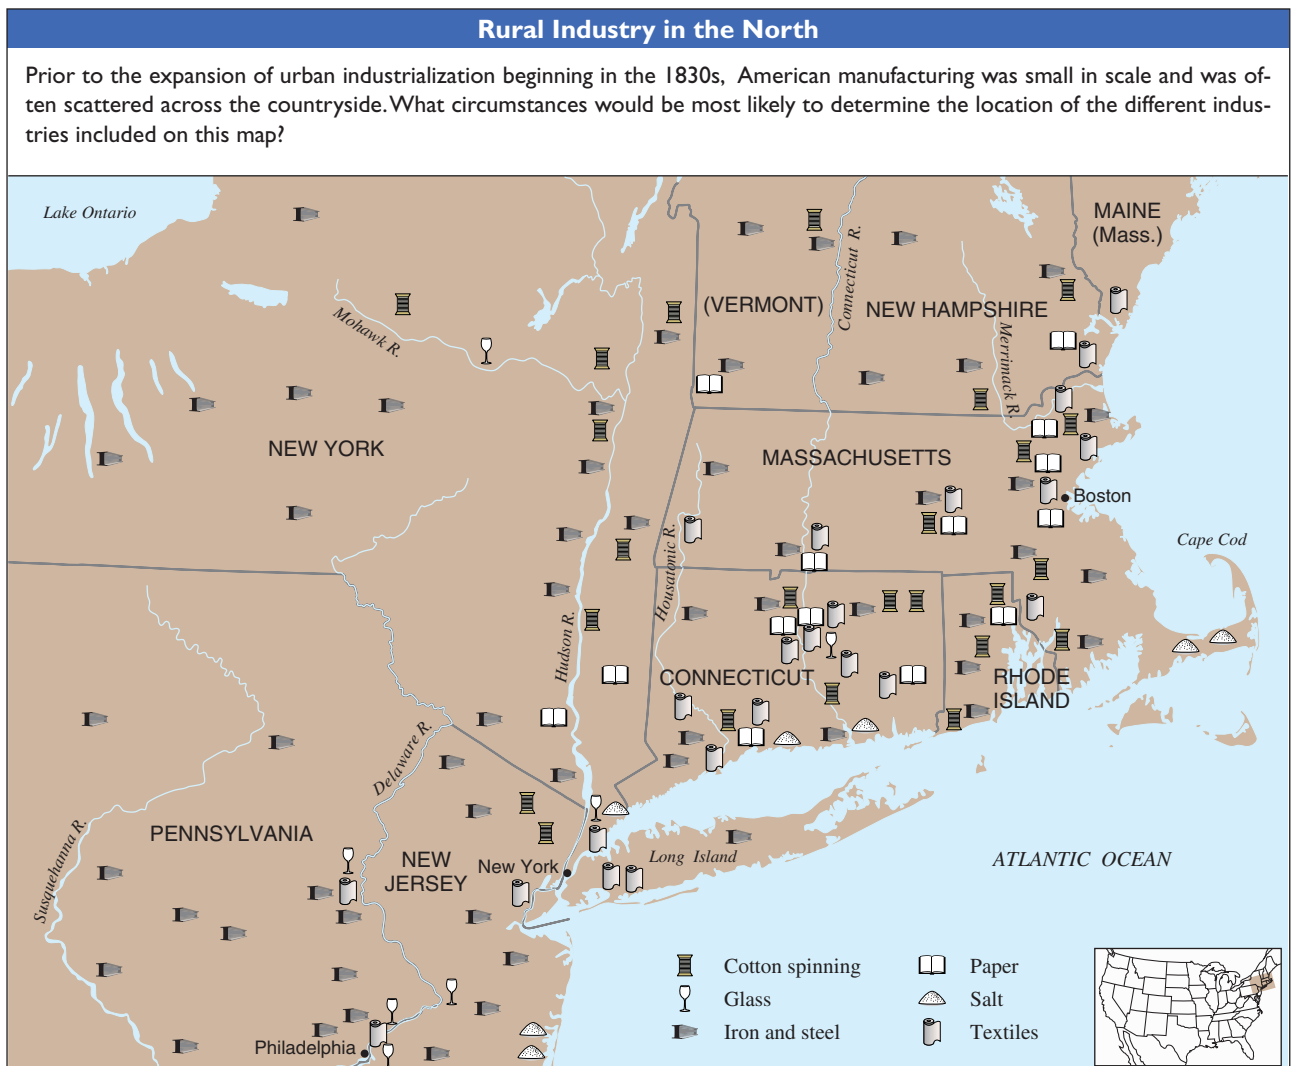 Rural Industry in the North
Prior to the expansion of urban industrialization beginning in the 1830s, American manufacturing was small in scale and was of-
ten scattered across the countryside. What circumstances would be most likely to determine the location of the different indus-
tries included on this map?
Lake Ontario
MAINE
(Mass.)
Connecticut R.
(VERMONT)
NEW HAMPSHIRE
Mohawk R.
Merrimack R.
NEW YORK
MASSACHUSETTS
Boston
Cape Cod
Housatonic R.
Hudson R.
CONNECTICUT
RHODE
ISLAND
Delaware R.
PENNSYLVANIA
Susquehanna R.
NEW
JERSEY
New York
Long Island
ATLANTIC OCEAN
Philadelphia
Cotton spinning
Glass
Iron and steel
Paper
Salt
Textiles